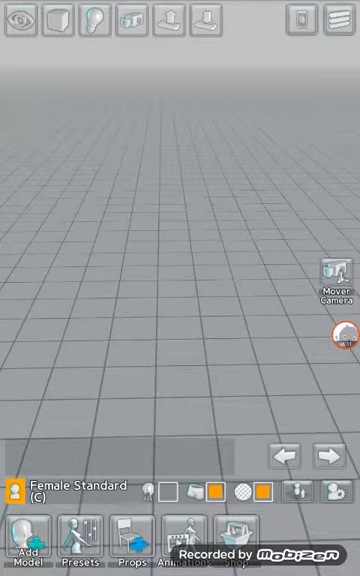 Mover
Camera
Female Standard
(C)
Add
Model
Presets
Props
Animations
Shop
Recorded by Mobizen